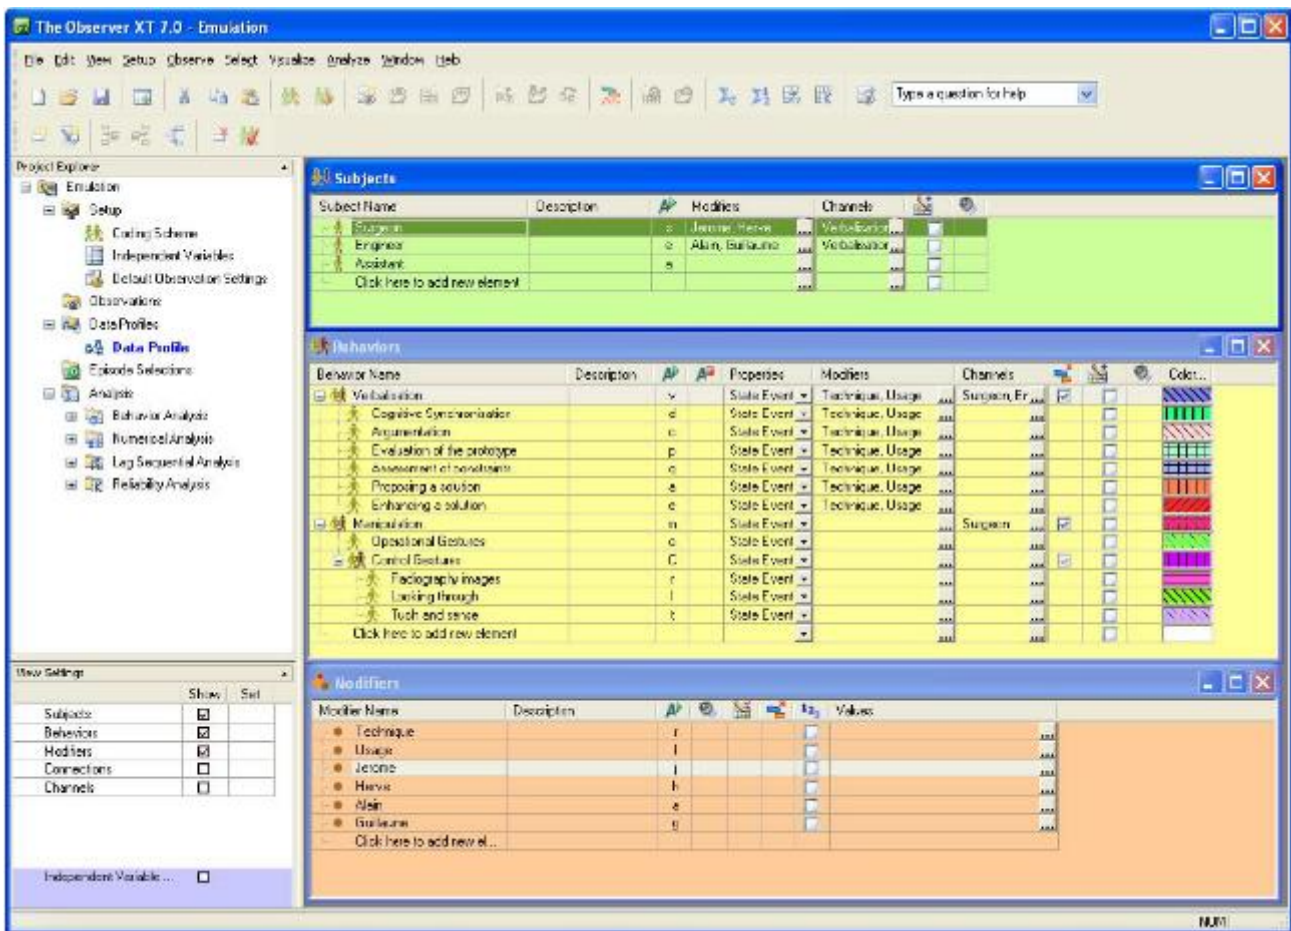 The Observer XT 7.0 - Emulation
File Edit View Setup Observe Select Visualize Analyze Window Help
Type a question for help
Project Explorer
Emulation
Setup
Coding Scheme
Independent Variables
Default Observation Settings
Observations
Data Profiles
Data Profile
Episode Selections
Analysis
Behavior Analysis
Numerical Analysis
Lag Sequential Analysis
Reliability Analysis
View Settings
Show Set
Subjects
Behaviors
Modifiers
Connections
Channels
Independent Variable ...
Subjects
Subject Name Description Modifiers Channels
Surgeon s Jerome, Herve ... Verbalisation ...
Engineer e Alain, Guillaume ... Verbalisation ...
Assistant a ... ...
Click here to add new element ... ...
Behaviors
Behavior Name Description Properties Modifiers Channels Color...
Verbalisation v State Event Technique, Usage ... Surgeon, Er ...
Cognitive Synchronisation d State Event Technique, Usage ... ...
Argumentation State Event Technique, Usage ... ...
Evaluation of the prototype p State Event Technique, Usage ... ...
Assessment of constraints State Event Technique, Usage ... ...
Proposing a solution State Event Technique, Usage ... ...
Enhancing a solution e State Event Technique, Usage ... ...
Manipulation m State Event ... Surgeon ...
Operational Gestures o State Event ... ...
Control Gestures C State Event ... ...
Radiography images r State Event ... ...
Looking through l State Event ... ...
and sense t State Event ... ...
Click here to add new element ... ...
Modifiers
Modifier Name Description Values
Technique r ...
Usage l ...
Jerome j ...
Herve h ...
Alain a ...
Guillaume g ...
Click here to add new el...
NUM